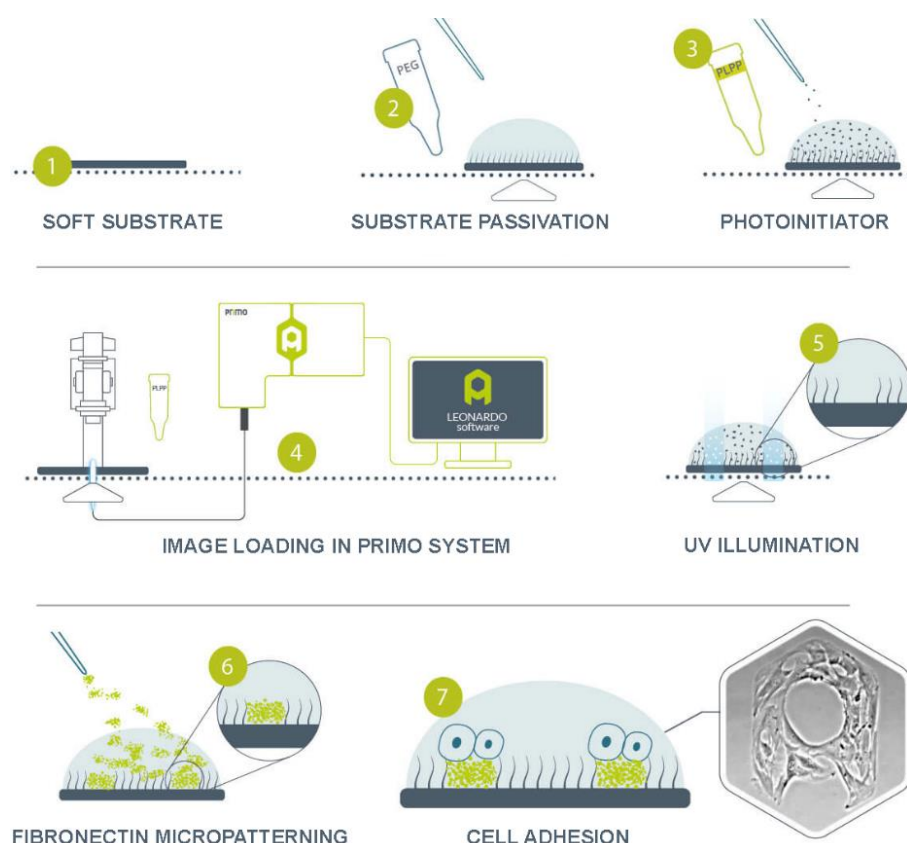 1
SOFT SUBSTRATE
2
PEG
SUBSTRATE PASSIVATION
3
PLPP
PHOTOINITIATOR
PLPP
PRIMO
4
LEONARDO
software
IMAGE LOADING IN PRIMO SYSTEM
5
UV ILLUMINATION
6
FIBRONECTIN MICROPATTERNING
7
CELL ADHESION